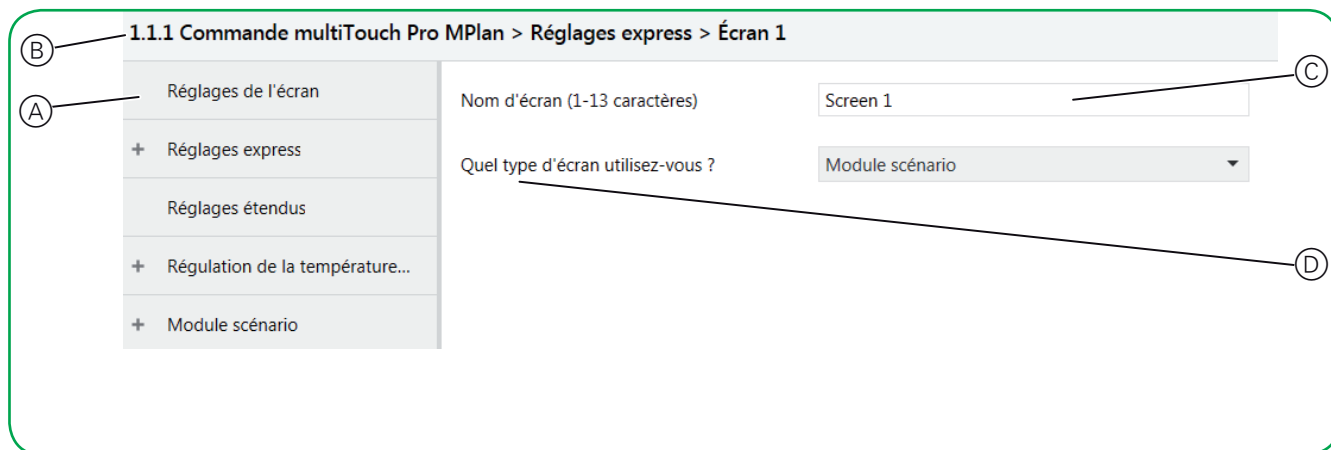 1.1.1 Commande multiTouch Pro MPlan > Réglages express > Écran 1
B
C
A
Réglages de l'écran
Nom d'écran (1-13 caractères)
Screen 1
+ Réglages express
Quel type d'écran utilisez-vous ?
Module scénario
Réglages étendus
+ Régulation de la température...
D
+ Module scénario